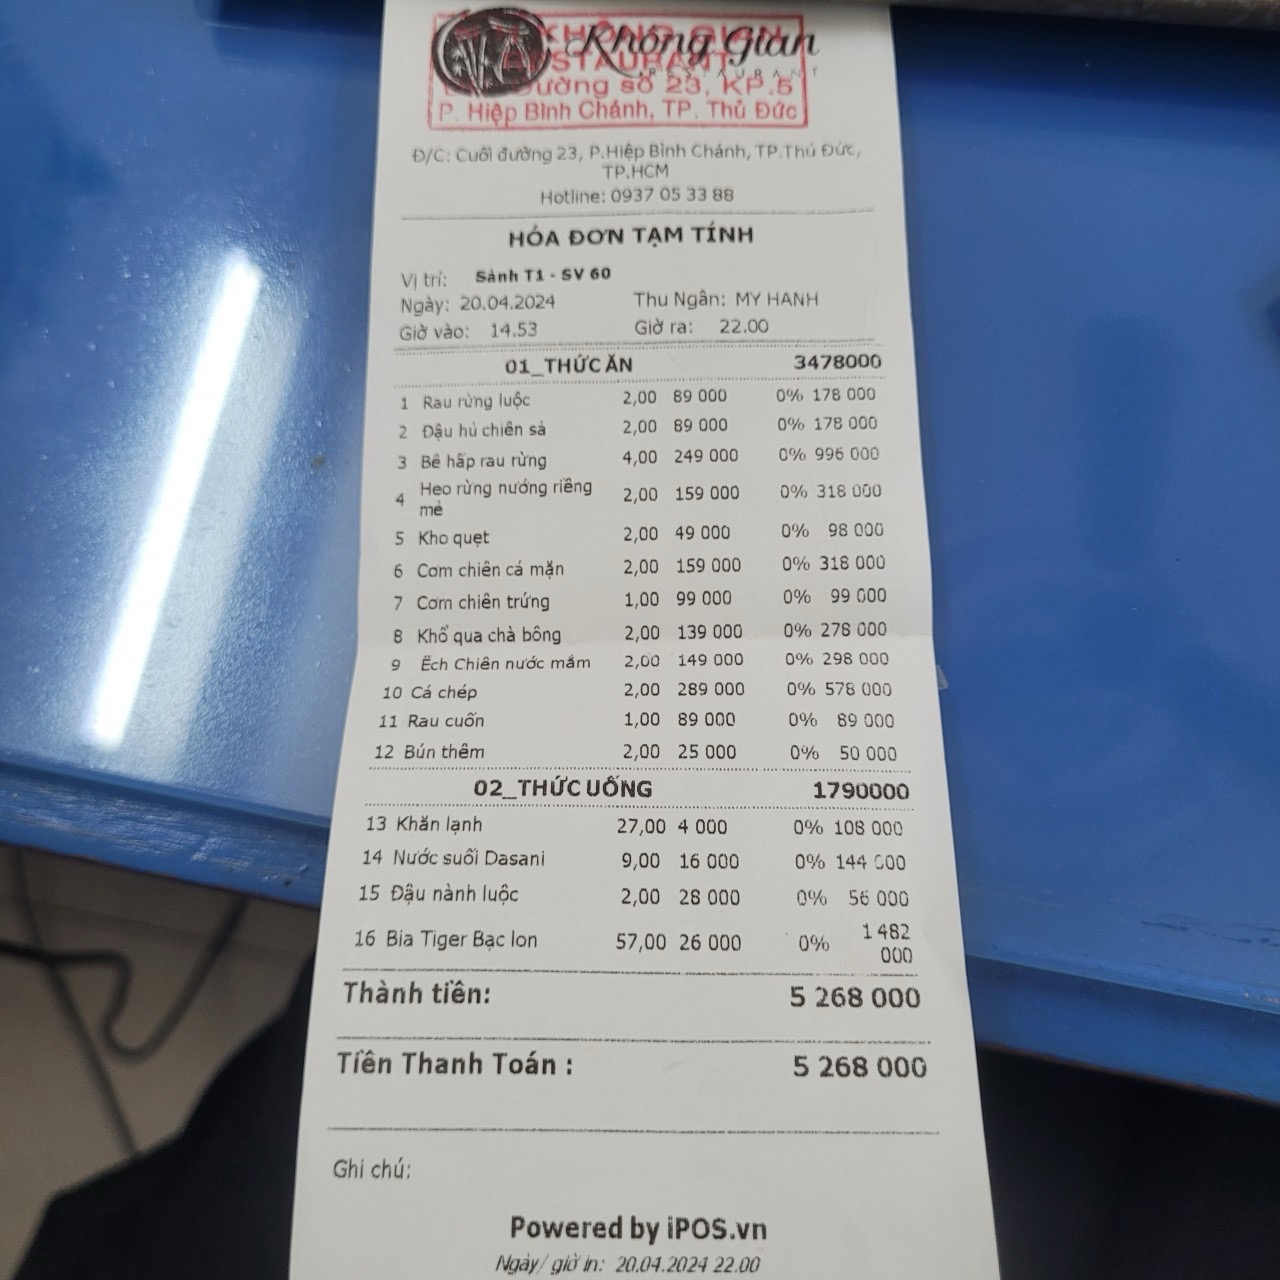 Không Gian
RESTAURANT
KHÔNG GIAN
RESTAURANT
Đường số 23, KP.5
P. Hiệp Bình Chánh, TP. Thủ Đức
Đ/C: Cuối đường 23, P.Hiệp Bình Chánh, TP.Thủ Đức,
TP.HCM
Hotline: 0937 05 33 88
HÓA ĐƠN TẠM TÍNH
Vị trí: Sảnh T1 - SV 60
Ngày: 20.04.2024 Thu Ngân: MY HANH
Giờ vào: 14.53 Giờ ra: 22.00
01_THỨC ĂN 3478000
1 Rau rừng luộc 2,00 89 000 0% 178 000
2 Đậu hủ chiên sả 2,00 89 000 0% 178 000
3 Bê hấp rau rừng 4,00 249 000 0% 996 000
4 Heo rừng nướng riềng mẻ 2,00 159 000 0% 318 000
5 Kho quẹt 2,00 49 000 0% 98 000
6 Cơm chiên cá mặn 2,00 159 000 0% 318 000
7 Cơm chiên trứng 1,00 99 000 0% 99 000
8 Khổ qua chà bông 2,00 139 000 0% 278 000
9 Ếch Chiên nước mắm 2,00 149 000 0% 298 000
10 Cá chép 2,00 289 000 0% 578 000
11 Rau cuốn 1,00 89 000 0% 89 000
12 Bún thêm 2,00 25 000 0% 50 000
02_THỨC UỐNG 1790000
13 Khăn lạnh 27,00 4 000 0% 108 000
14 Nước suối Dasani 9,00 16 000 0% 144 000
15 Đậu nành luộc 2,00 28 000 0% 56 000
16 Bia Tiger Bạc lon 57,00 26 000 0% 1 482 000
Thành tiền: 5 268 000
Tiền Thanh Toán : 5 268 000
Ghi chú:
Powered by iPOS.vn
Ngày/ giờ in: 20.04.2024 22.00